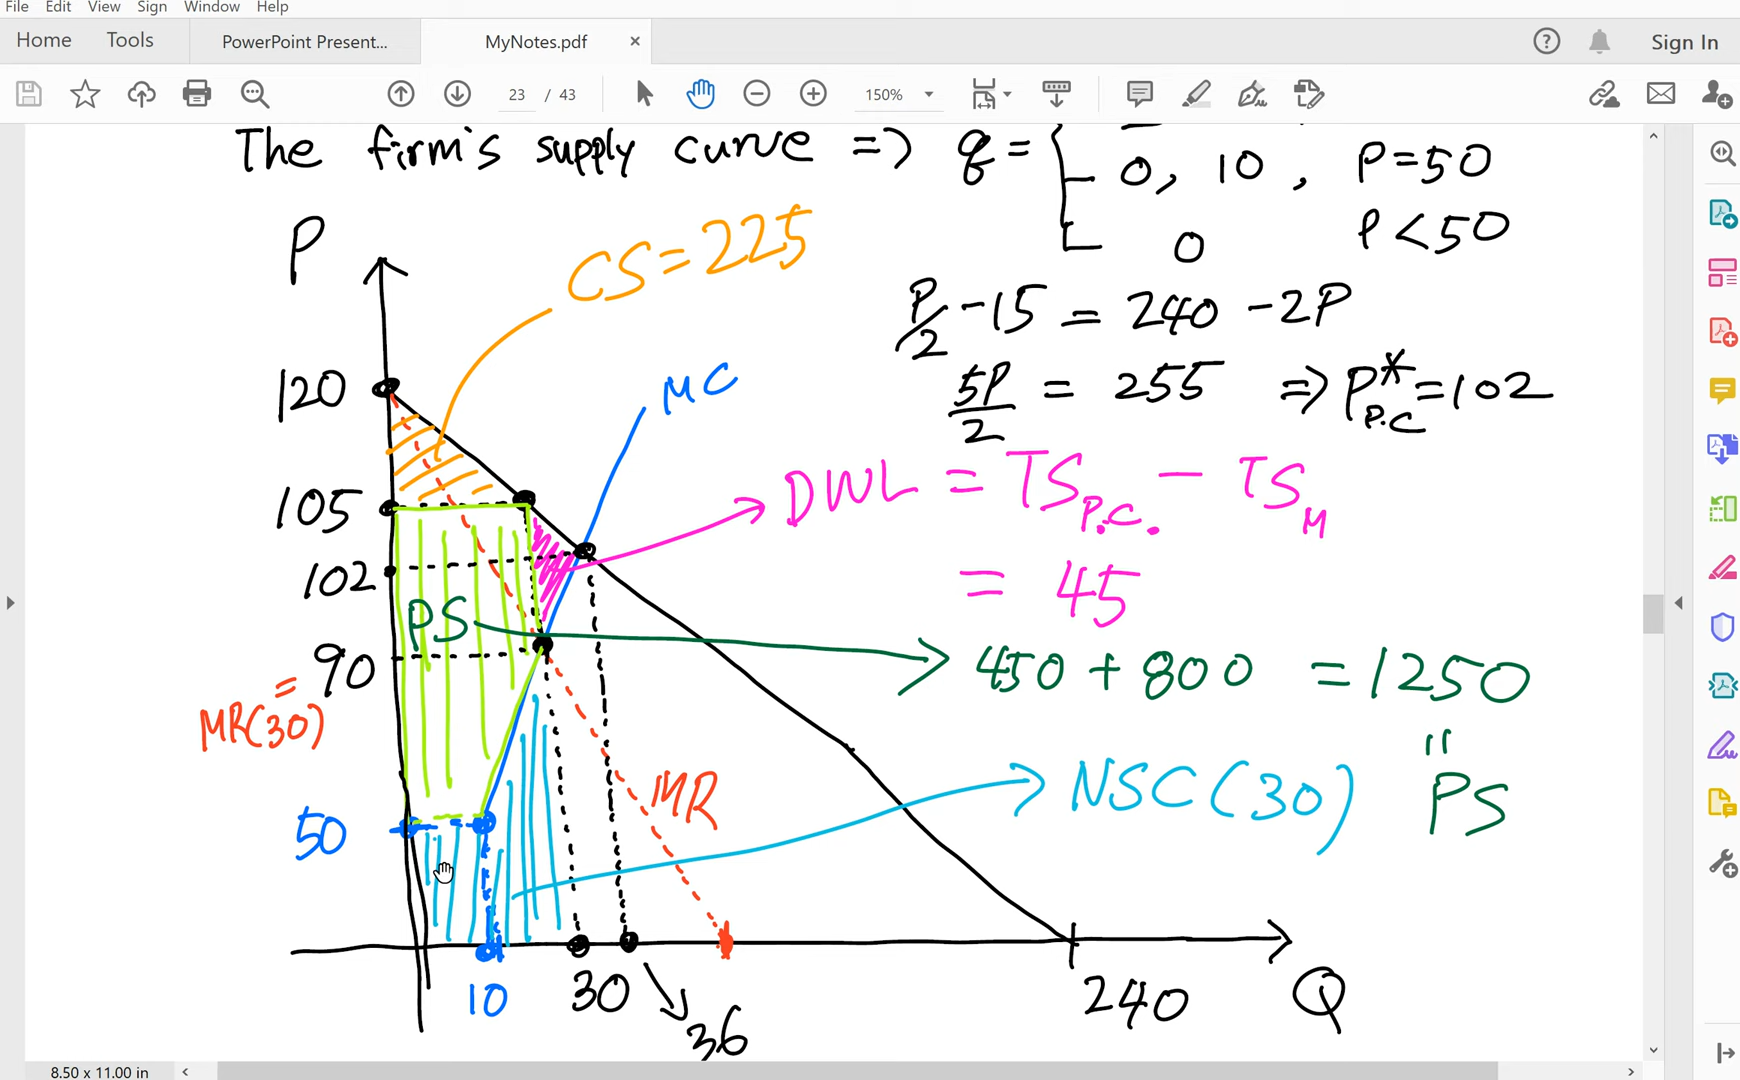 File Edit View Sign Window Help
Home Tools PowerPoint Present... MyNotes.pdf × Sign In
23 / 43 150%
The firm's supply curve => q =
0, 10, P=50
0 P<50
CS=225
P/2 -15 = 240 -2P
5P/2 = 255 => P*P.C =102
P
120
105
102
90
= MR(30)
50
MC
DWL = TS P.C. - TS M
= 45
PS
450 + 800 = 1250
"
PS
NSC(30)
MR
10 30 36 240 Q
8.50 x 11.00 in